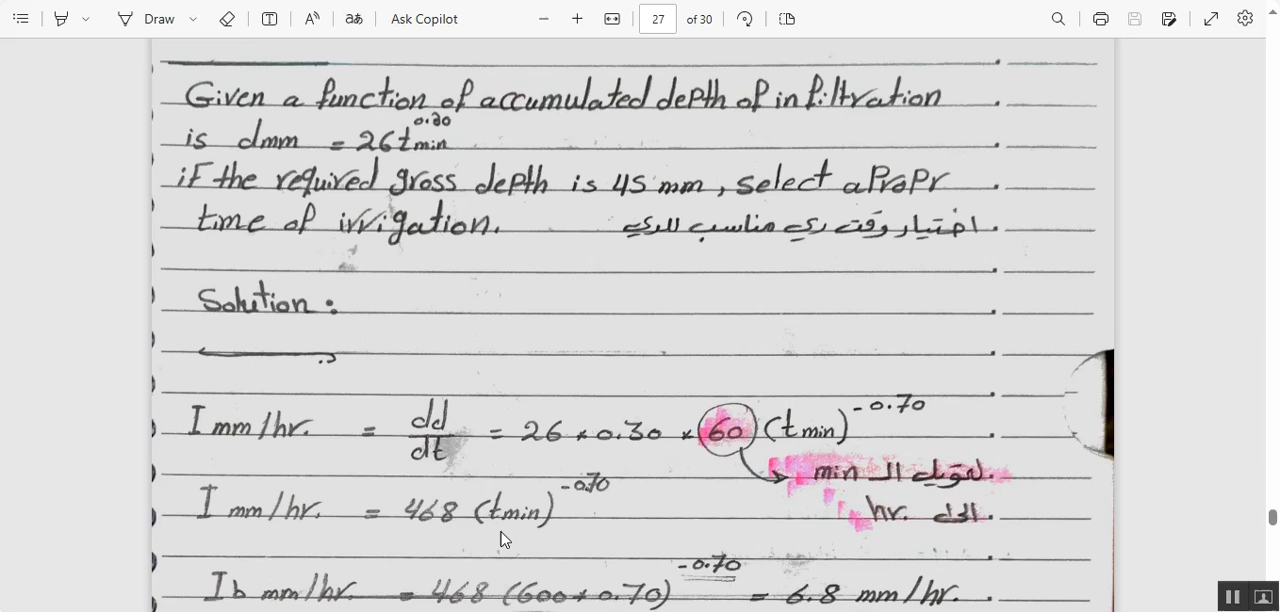 Draw
Ask Copilot
27 of 30
Given a function of accumulated depth of infiltration
is dmm = 26 t min^0.30
if the required gross depth is 45 mm, select aPropr
time of irrigation. اختيار وقت ري مناسب للري.
Solution:
I mm/hr. = dd/dt = 26 * 0.30 * 60 (t min)^-0.70
لتحويل الـ min
الى hr.
I mm/hr. = 468 (tmin)^-0.70
Ib mm/hr. = 468 (600*0.70)^-0.70 = 6.8 mm/hr.